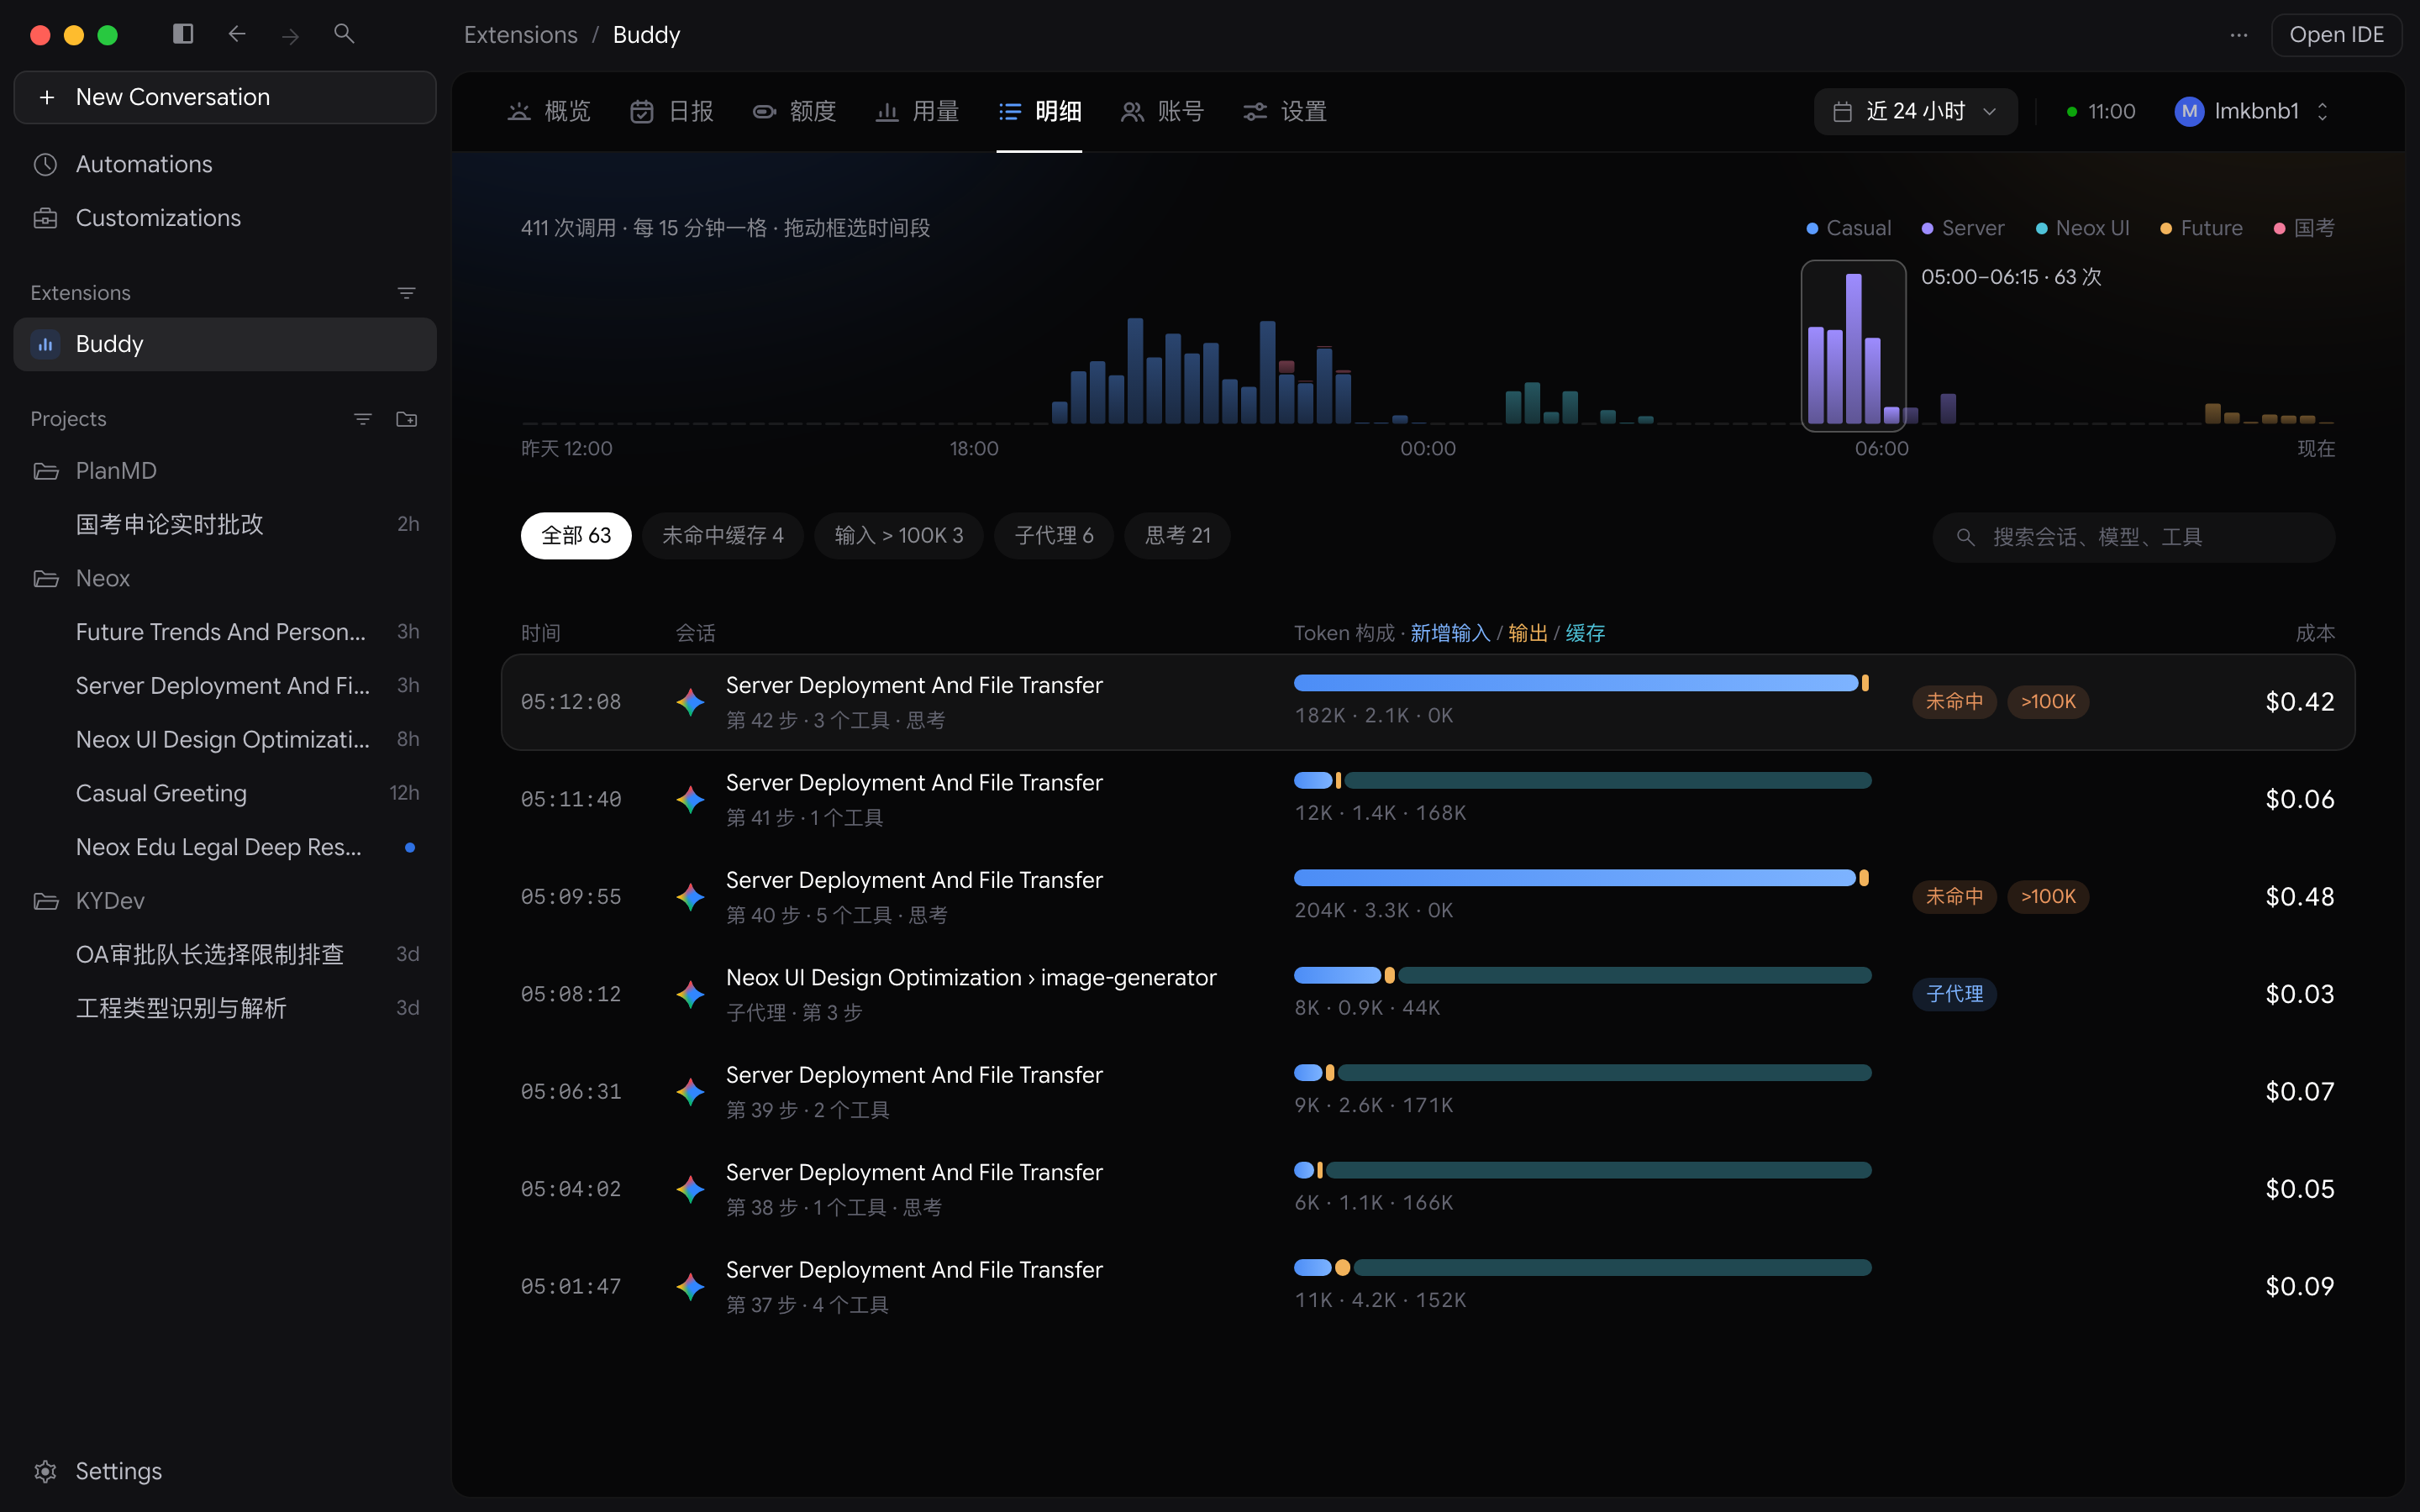 Extensions / Buddy
Open IDE
New Conversation
Automations
Customizations
Extensions
Buddy
Projects
PlanMD
国考申论实时批改 2h
Neox
Future Trends And Person... 3h
Server Deployment And Fi... 3h
Neox UI Design Optimizati... 8h
Casual Greeting 12h
Neox Edu Legal Deep Res...
KYDev
OA审批队长选择限制排查 3d
工程类型识别与解析 3d
Settings
概览 日报 额度 用量 明细 账号 设置
近 24 小时 11:00 M lmkbnb1
411 次调用 · 每 15 分钟一格 · 拖动框选时间段
Casual Server Neox UI Future 国考
05:00–06:15 · 63 次
昨天 12:00 18:00 00:00 06:00 现在
全部 63 未命中缓存 4 输入 > 100K 3 子代理 6 思考 21
搜索会话、模型、工具
时间 会话 Token 构成 · 新增输入 / 输出 / 缓存 成本
05:12:08 Server Deployment And File Transfer 未命中 >100K $0.42
第 42 步 · 3 个工具 · 思考 182K · 2.1K · 0K
05:11:40 Server Deployment And File Transfer $0.06
第 41 步 · 1 个工具 12K · 1.4K · 168K
05:09:55 Server Deployment And File Transfer 未命中 >100K $0.48
第 40 步 · 5 个工具 · 思考 204K · 3.3K · 0K
05:08:12 Neox UI Design Optimization › image-generator 子代理 $0.03
子代理 · 第 3 步 8K · 0.9K · 44K
05:06:31 Server Deployment And File Transfer $0.07
第 39 步 · 2 个工具 9K · 2.6K · 171K
05:04:02 Server Deployment And File Transfer $0.05
第 38 步 · 1 个工具 · 思考 6K · 1.1K · 166K
05:01:47 Server Deployment And File Transfer $0.09
第 37 步 · 4 个工具 11K · 4.2K · 152K